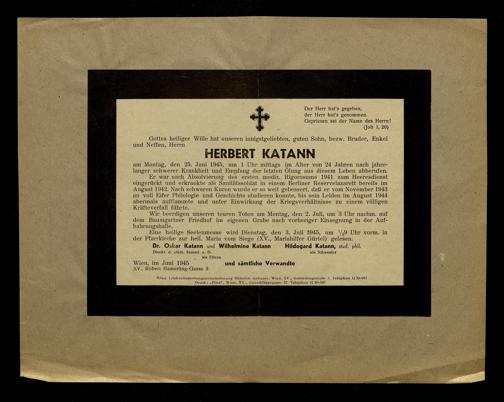 Der Herr hat's gegeben,
der Herr hat's genommen.
Gepriesen sei der Name des Herrn!
(Job 1, 20)
Gottes heiliger Wille hat unseren innigstgeliebten, guten Sohn, bezw. Bruder, Enkel
und Neffen, Herrn
HERBERT KATANN
am Montag, den 25. Juni 1945, um 1 Uhr mittags im Alter von 24 Jahren nach jahre-
langer schwerer Krankheit und Empfang der letzten Ölung aus diesem Leben abberufen.
Er war nach Absolvierung des ersten mediz. Rigorosums 1941 zum Heeresdienst
eingerückt und erkrankte als Sanitätssoldat in einem Berliner Reservelazarett bereits im
August 1942. Nach schweren Kuren wurde er so weit gebessert, daß er vom November 1943
an voll Eifer Philologie und Geschichte studieren konnte, bis sein Leiden im August 1944
abermals aufflammte und unter Einwirkung der Kriegsverhältnisse zu einem völligen
Kräfteverfall führte.
Wir beerdigen unseren teuren Toten am Montag, den 2. Juli, um 3 Uhr nachm. auf
dem Baumgartner Friedhof im eigenen Grabe nach vorheriger Einsegnung in der Auf-
bahrungshalle.
Eine heilige Seelenmesse wird Dienstag, den 3. Juli 1945, um ½9 Uhr vorm. in
der Pfarrkirche zur heil. Maria vom Siege (XV., Mariahilfer Gürtel) gelesen.
Dr. Oskar Katann und Wilhelmine Katann Hildegard Katann, stud. phil.
als Eltern als Schwester
Wien, im Juni 1945 und sämtliche Verwandte
XV., Robert Hamerling-Gasse 3